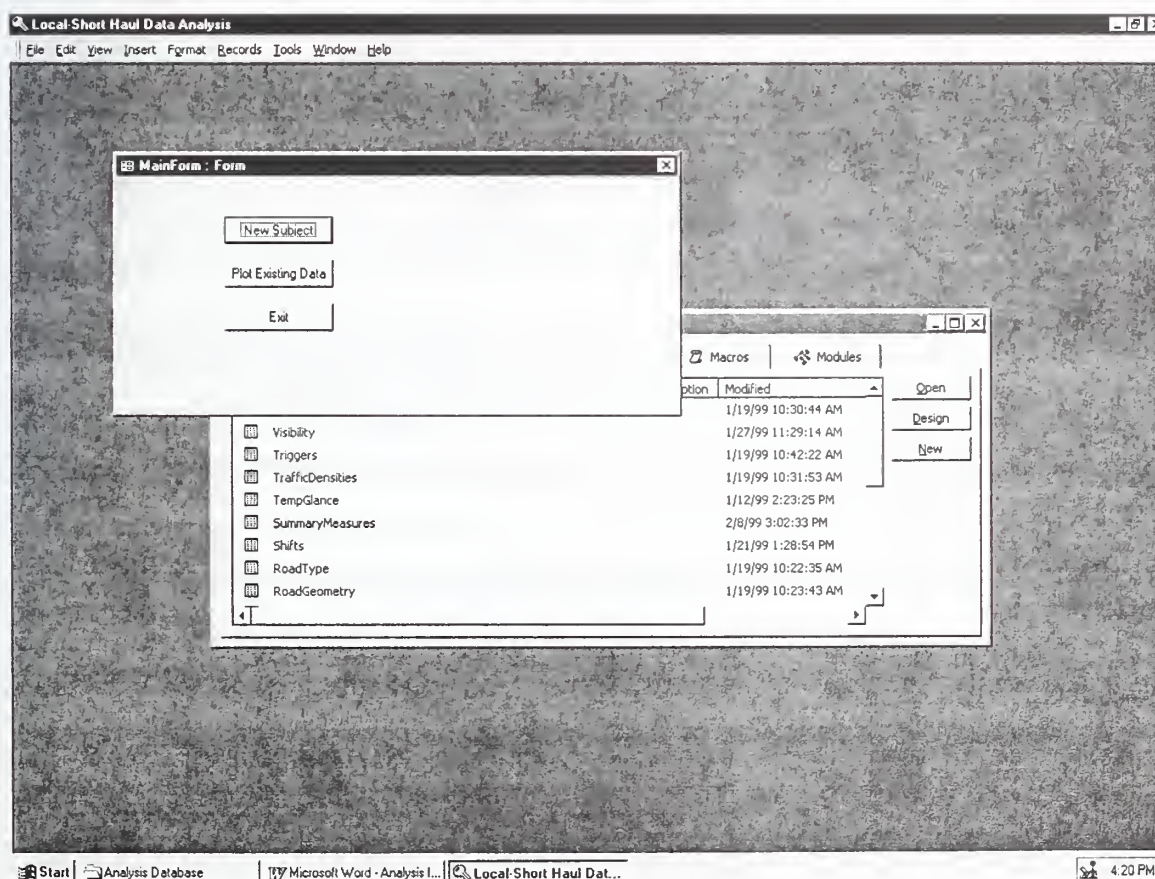 Local-Short Haul Data Analysis
File Edit View Insert Format Records Tools Window Help
MainForm : Form
New Subject
Plot Existing Data
Exit
Macros Modules
ption Modified
1/19/99 10:30:44 AM
Visibility 1/27/99 11:29:14 AM
Triggers 1/19/99 10:42:22 AM
TrafficDensities 1/19/99 10:31:53 AM
TempGlance 1/12/99 2:23:25 PM
SummaryMeasures 2/8/99 3:02:33 PM
Shifts 1/21/99 1:28:54 PM
RoadType 1/19/99 10:22:35 AM
RoadGeometry 1/19/99 10:23:43 AM
Open
Design
New
Start Analysis Database Microsoft Word - Analysis I... Local-Short Haul Dat... 4:20 PM